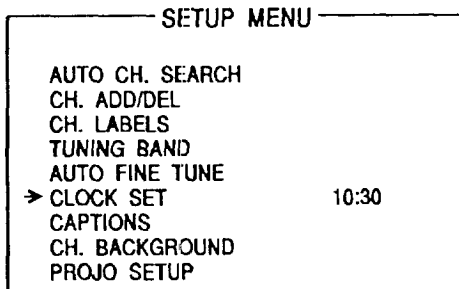 SETUP MENU
AUTO CH. SEARCH
CH. ADD/DEL
CH. LABELS
TUNING BAND
AUTO FINE TUNE
→ CLOCK SET 10:30
CAPTIONS
CH. BACKGROUND
PROJO SETUP